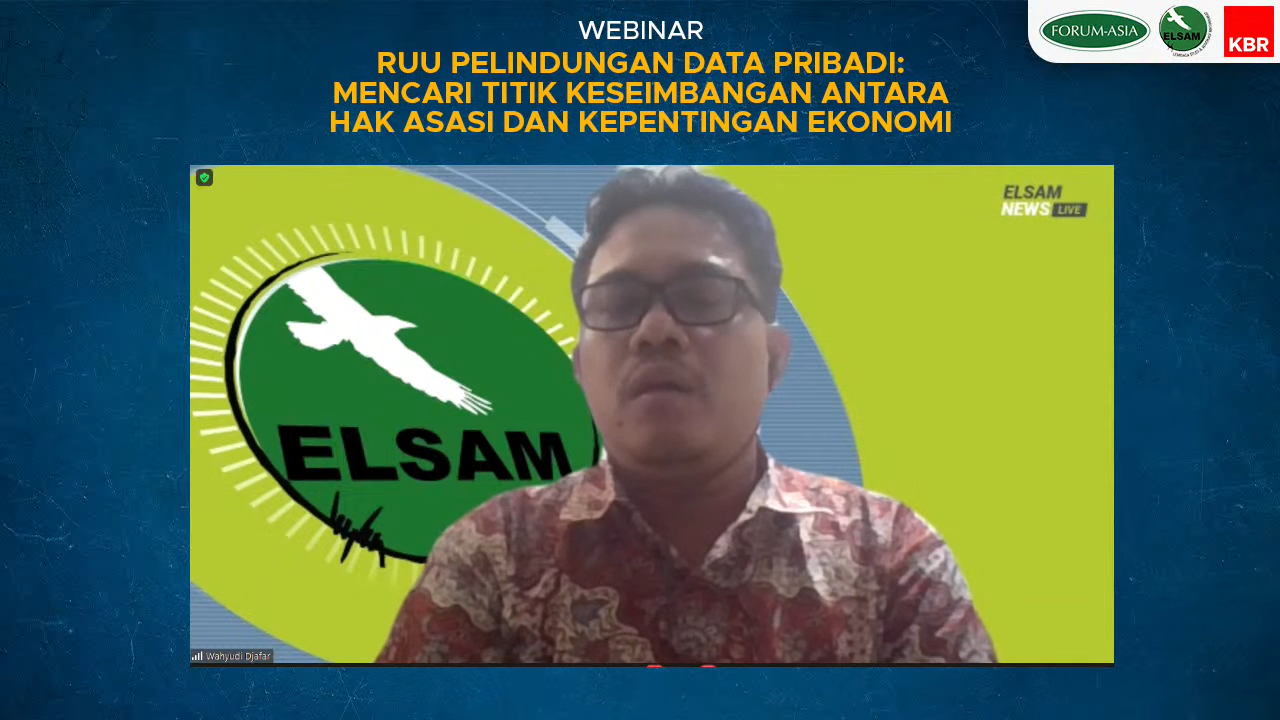 WEBINAR
RUU PELINDUNGAN DATA PRIBADI:
MENCARI TITIK KESEIMBANGAN ANTARA
HAK ASASI DAN KEPENTINGAN EKONOMI
FORUM-ASIA
ELSAM
KBR
ELSAM
NEWS LIVE
ELSAM
Wahyudi Djafar